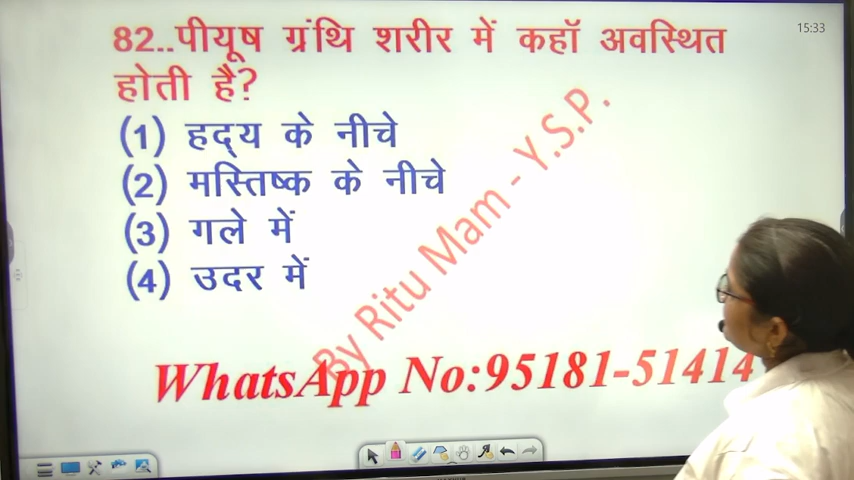 15:33
82..पीयूष ग्रंथि शरीर में कहॉ अवस्थित
होती है?
(1) हद्य के नीचे
(2) मस्तिष्क के नीचे
(3) गले में
(4) उदर में
By Ritu Mam - Y.S.P.
WhatsApp No:95181-51414